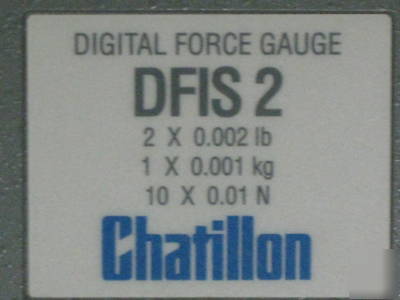 DIGITAL FORCE GAUGE
DFIS 2
2 X 0.002 lb
1 X 0.001 kg
10 X 0.01 N
Chatillon